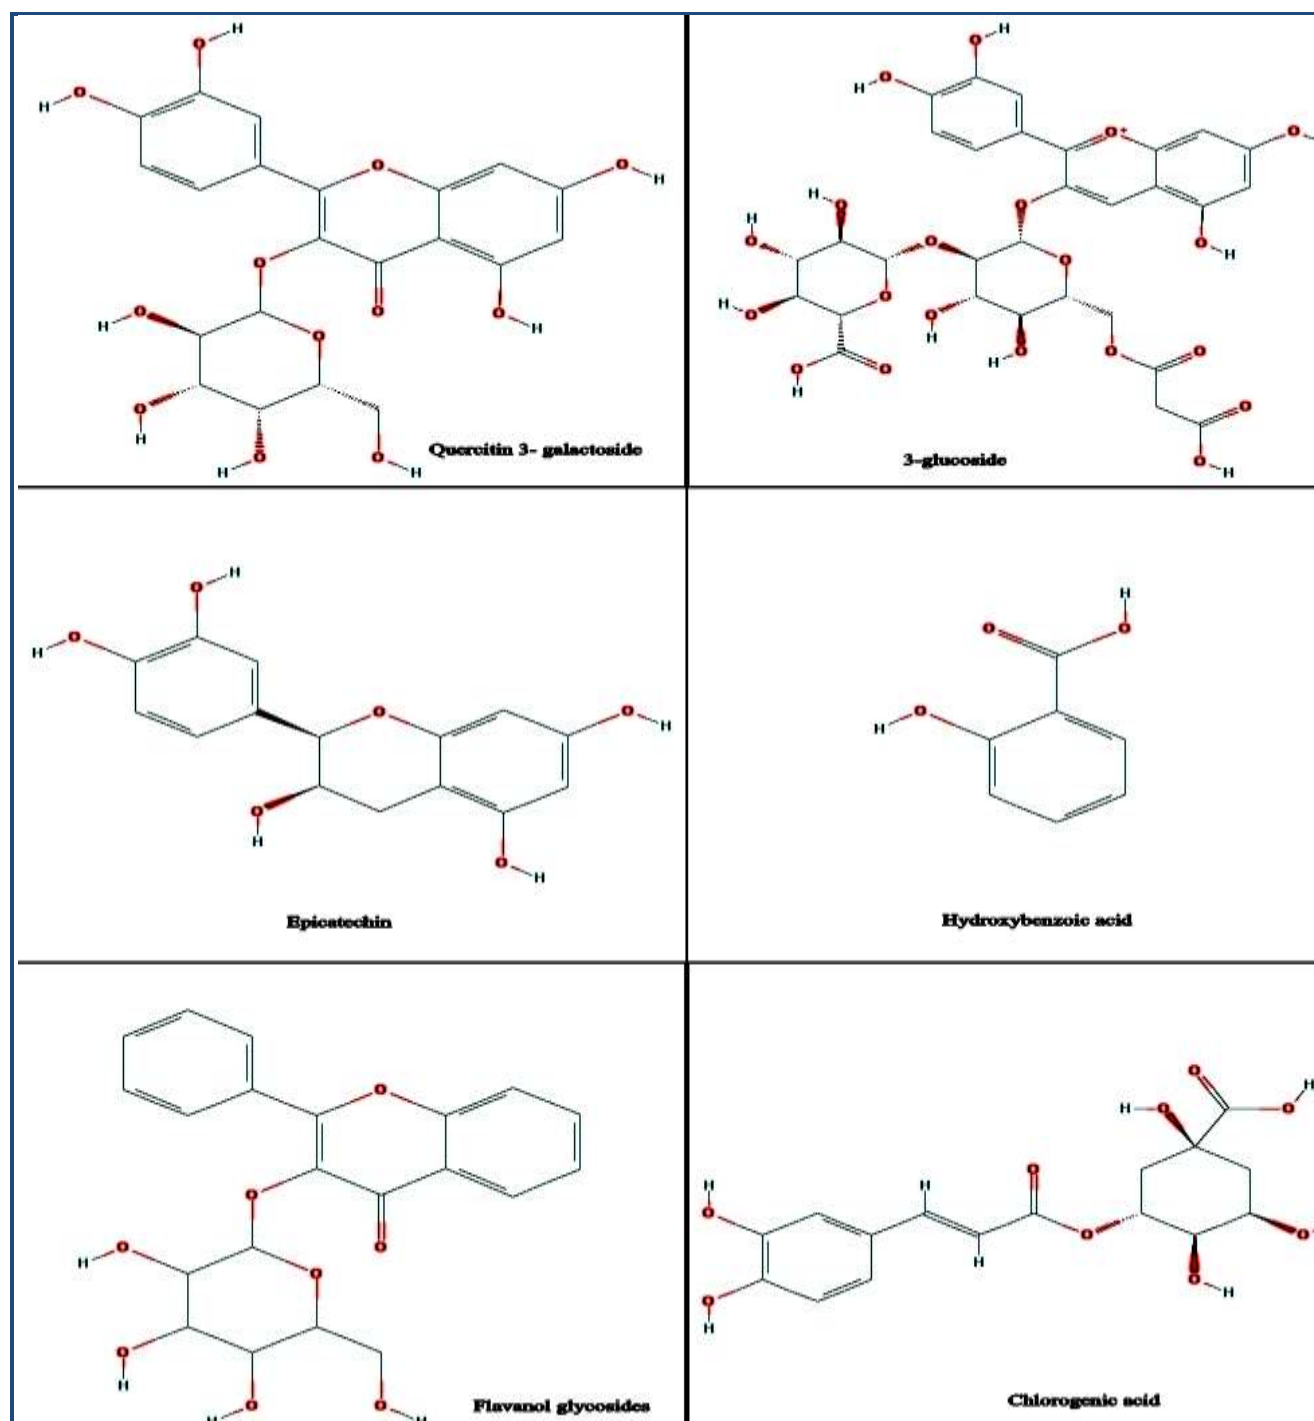 Quercitin 3- galactoside
3-glucoside
Epicatechin
Hydroxybenzoic acid
Flavanol glycosides
Chlorogenic acid